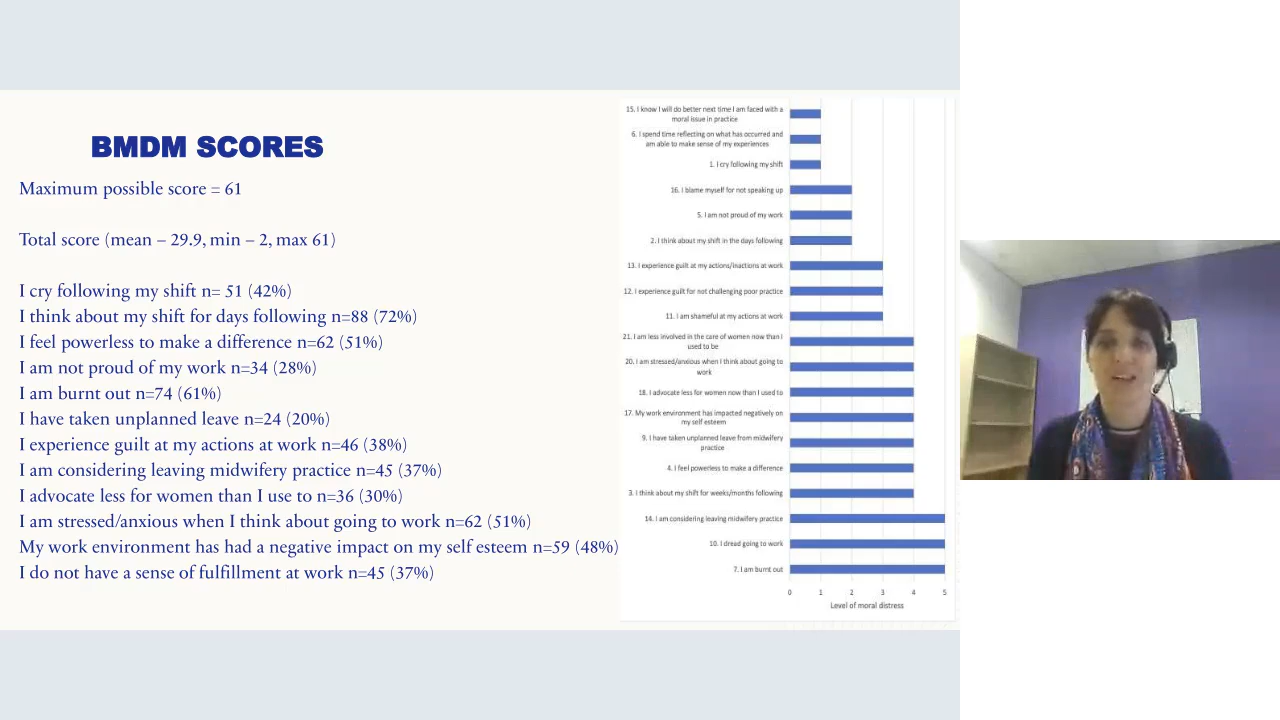 BMDM SCORES
Maximum possible score = 61
Total score (mean – 29.9, min – 2, max 61)
I cry following my shift n= 51 (42%)
I think about my shift for days following n=88 (72%)
I feel powerless to make a difference n=62 (51%)
I am not proud of my work n=34 (28%)
I am burnt out n=74 (61%)
I have taken unplanned leave n=24 (20%)
I experience guilt at my actions at work n=46 (38%)
I am considering leaving midwifery practice n=45 (37%)
I advocate less for women than I use to n=36 (30%)
I am stressed/anxious when I think about going to work n=62 (51%)
My work environment has had a negative impact on my self esteem n=59 (48%)
I do not have a sense of fulfillment at work n=45 (37%)
15. I know I will do better next time I am faced with a
moral issue in practice
6. I spend time reflecting on what has occurred and
am able to make sense of my experiences
1. I cry following my shift
16. I blame myself for not speaking up
5. I am not proud of my work
2. I think about my shift in the days following
13. I experience guilt at my actions/inactions at work
12. I experience guilt for not challenging poor practice
11. I am shameful at my actions at work
21. I am less involved in the care of women now than I
used to be
20. I am stressed/anxious when I think about going to
work
18. I advocate less for women now than I used to
17. My work environment has impacted negatively on
my self esteem
9. I have taken unplanned leave from midwifery
practice
4. I feel powerless to make a difference
3. I think about my shift for weeks/months following
14. I am considering leaving midwifery practice
10. I dread going to work
7. I am burnt out
0 1 2 3 4 5
Level of moral distress